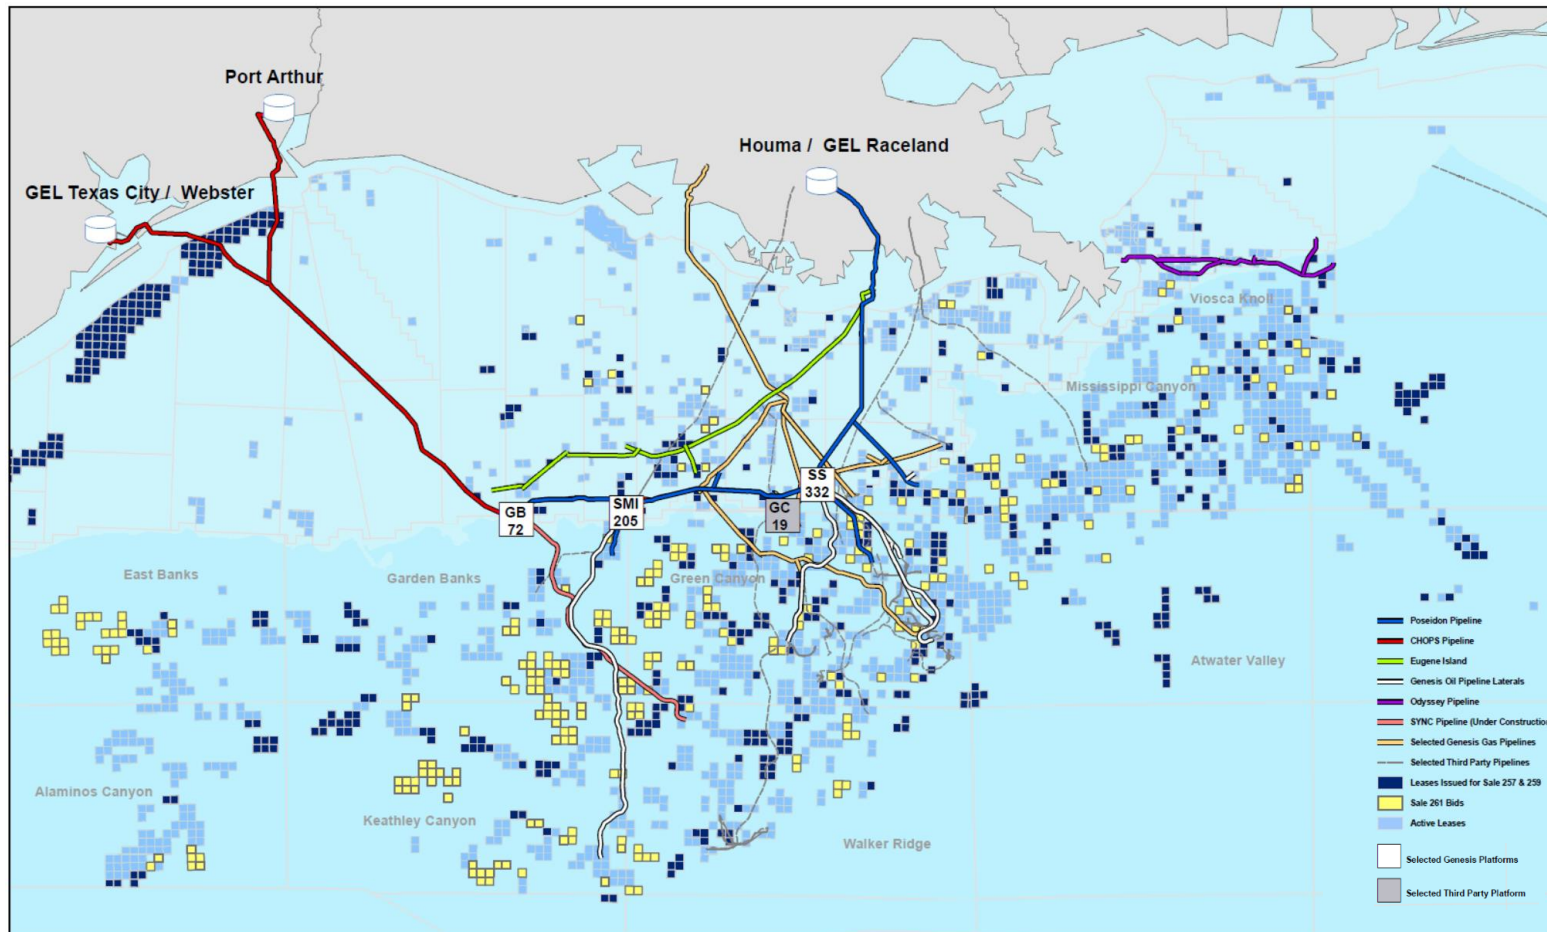 Port Arthur
Houma / GEL Raceland
GEL Texas City / Webster
Viosca Knoll
Mississippi Canyon
SS
332
GB
72
SMI
205
GC
19
East Banks
Garden Banks
Green Canyon
Atwater Valley
Alaminos Canyon
Keathley Canyon
Walker Ridge
Poseidon Pipeline
CHOPS Pipeline
Eugene Island
Genesis Oil Pipeline Laterals
Odyssey Pipeline
SYNC Pipeline (Under Construction
Selected Genesis Gas Pipelines
Selected Third Party Pipelines
Leases Issued for Sale 257 & 259
Sale 261 Bids
Active Leases
Selected Genesis Platforms
Selected Third Party Platform